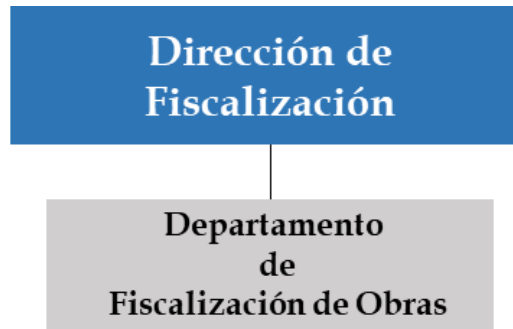 Dirección de
Fiscalización
Departamento
de
Fiscalización de Obras